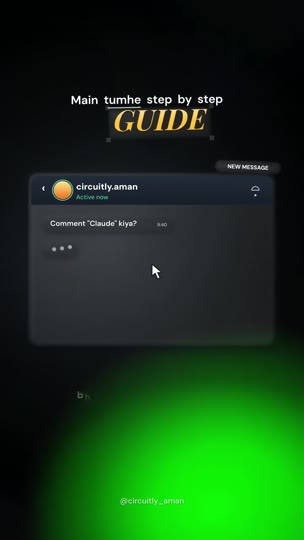 Main tumhe step by step
GUIDE
NEW MESSAGE
circuitly.aman
Active now
Comment "Claude" kiya?
9:40
@circuitly_aman